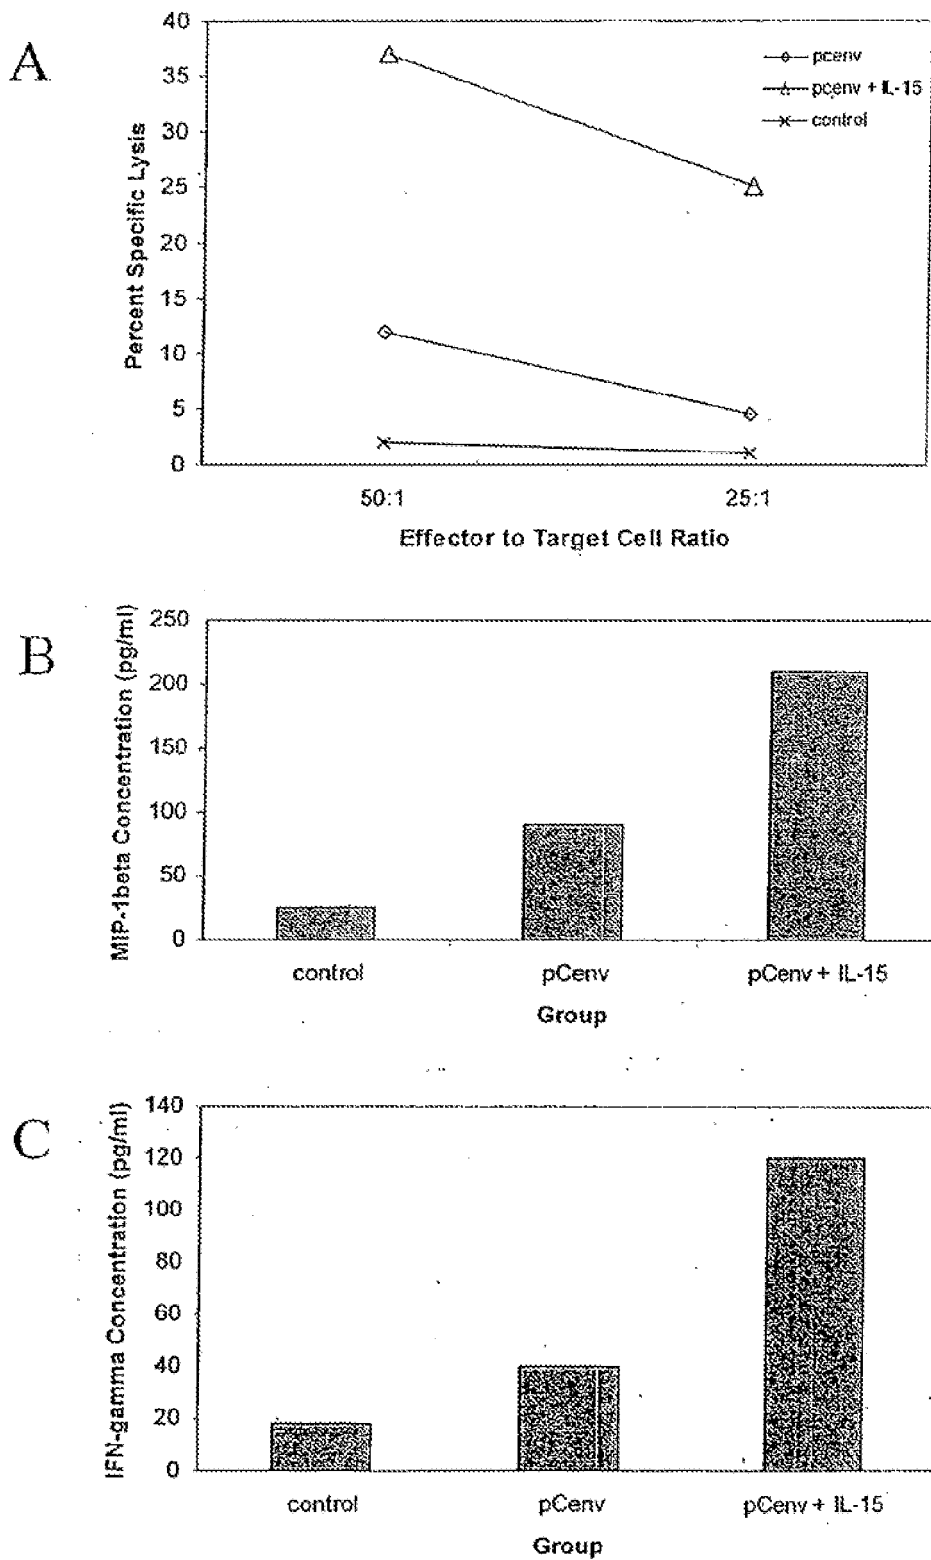 A
40
35
30
25
20
15
10
5
0
Percent Specific Lysis
pcenv
pcenv + IL-15
control
50:1
25:1
Effector to Target Cell Ratio
B
250
200
150
100
50
0
MIP-1beta Concentration (pg/ml)
control
pCenv
pCenv + IL-15
Group
C
140
120
100
80
60
40
20
0
IFN-gamma Concentration (pg/ml)
control
pCenv
pCenv + IL-15
Group